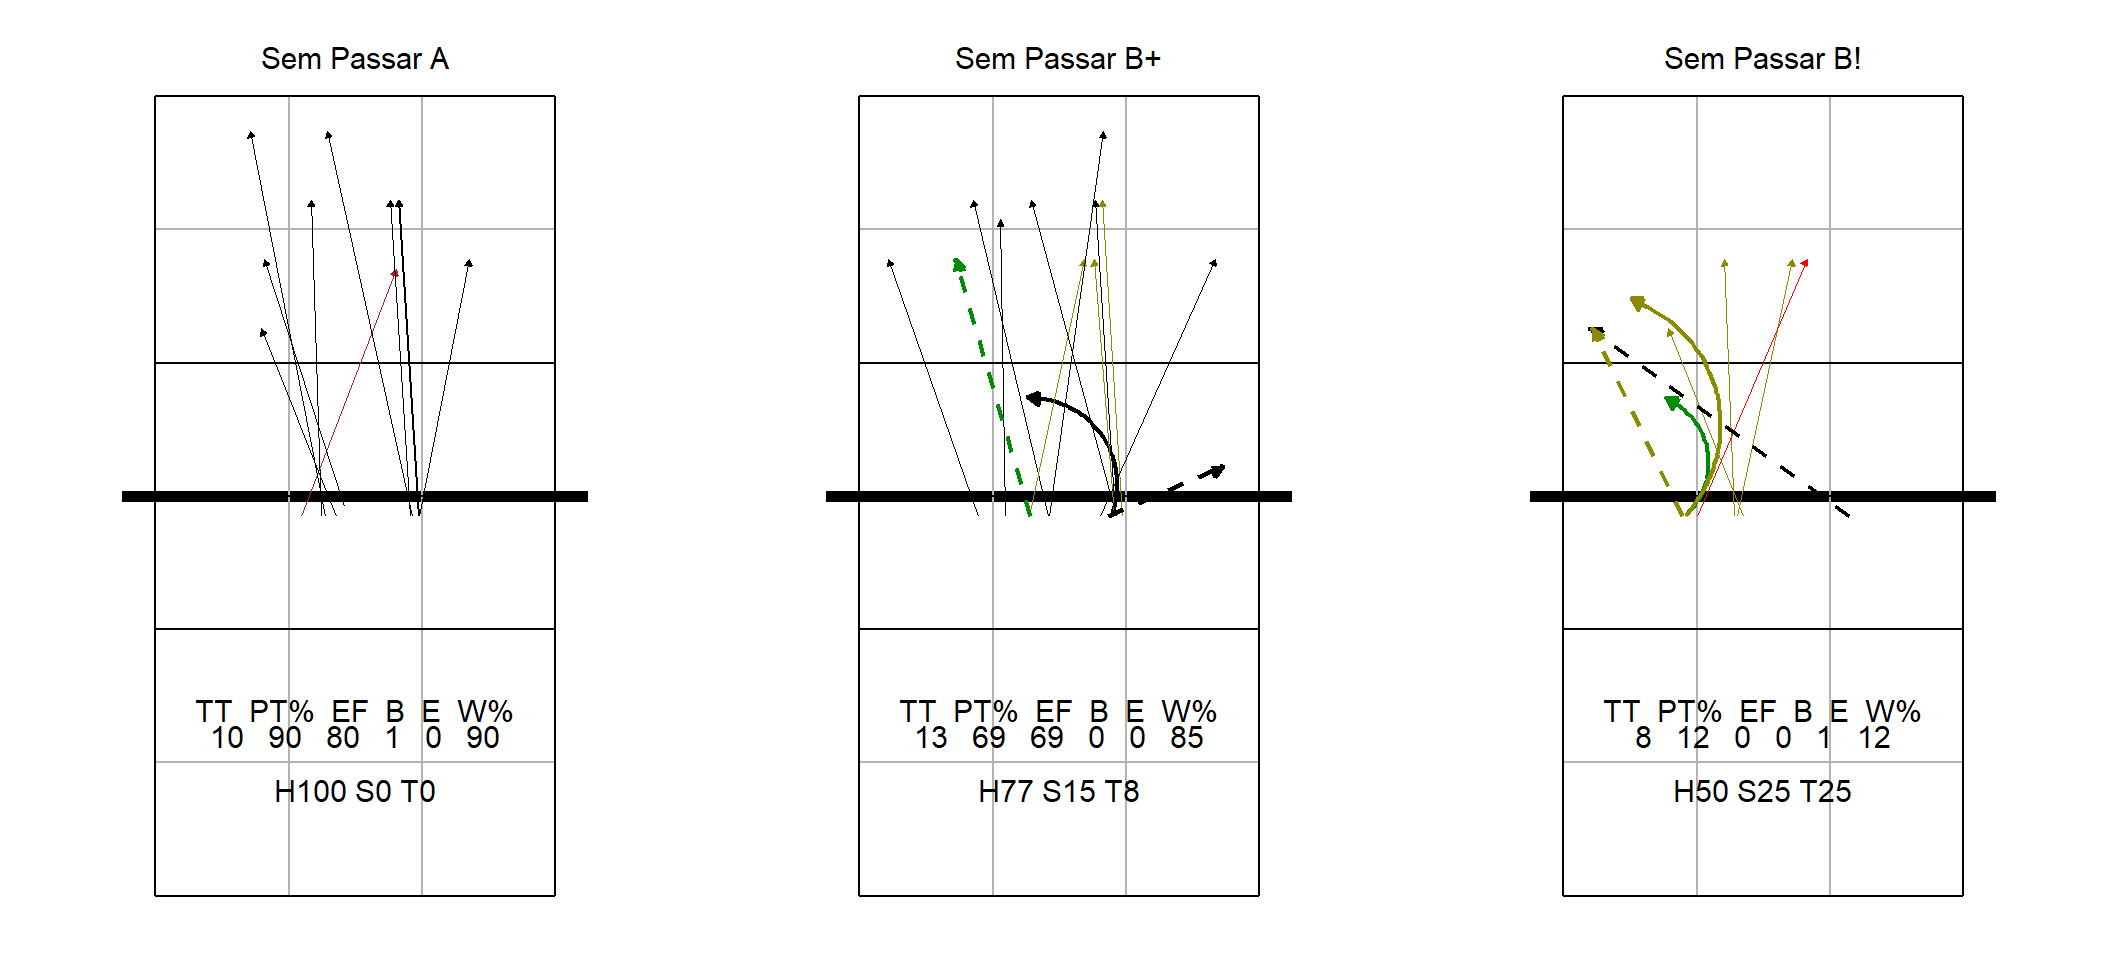 Sem Passar A
TT PT% EF B E W%
10 90 80 1 0 90
H100 S0 T0
Sem Passar B+
TT PT% EF B E W%
13 69 69 0 0 85
H77 S15 T8
Sem Passar B!
TT PT% EF B E W%
8 12 0 0 1 12
H50 S25 T25